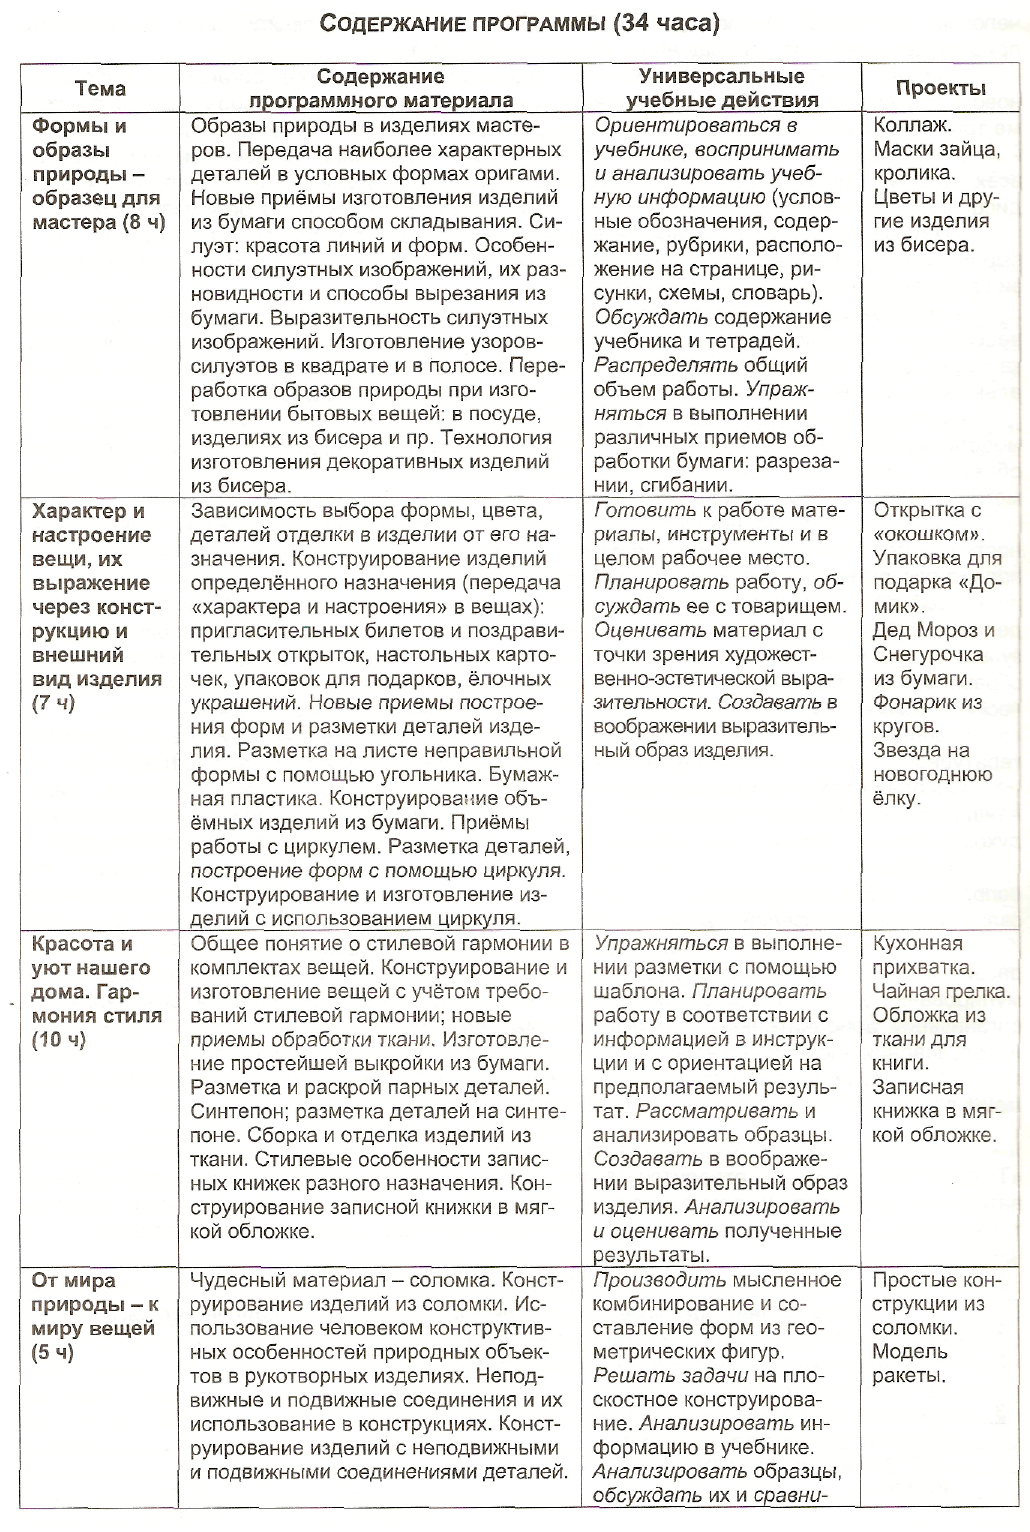 СОДЕРЖАНИЕ ПРОГРАММЫ (34 часа)
Тема
Содержание
программного материала
Универсальные
учебные действия
Проекты
Формы и
образы
природы –
образец для
мастера (8 ч)
Образы природы в изделиях масте-
ров. Передача наиболее характерных
деталей в условных формах оригами.
Новые приёмы изготовления изделий
из бумаги способом складывания. Си-
луэт: красота линий и форм. Особен-
ности силуэтных изображений, их раз-
новидности и способы вырезания из
бумаги. Выразительность силуэтных
изображений. Изготовление узоров-
силуэтов в квадрате и в полосе. Пере-
работка образов природы при изго-
товлении бытовых вещей: в посуде,
изделиях из бисера и пр. Технология
изготовления декоративных изделий
из бисера.
Ориентироваться в
учебнике, воспринимать
и анализировать учеб-
ную информацию (услов-
ные обозначения, содер-
жание, рубрики, располо-
жение на странице, ри-
сунки, схемы, словарь).
Обсуждать содержание
учебника и тетрадей.
Распределять общий
объем работы. Упраж-
няться в выполнении
различных приемов об-
работки бумаги: разреза-
нии, сгибании.
Коллаж.
Маски зайца,
кролика.
Цветы и дру-
гие изделия
из бисера.
Характер и
настроение
вещи, их
выражение
через конст-
рукцию и
внешний
вид изделия
(7 ч)
Зависимость выбора формы, цвета,
деталей отделки в изделии от его на-
значения. Конструирование изделий
определённого назначения (передача
«характера и настроения» в вещах):
пригласительных билетов и поздрави-
тельных открыток, настольных карто-
чек, упаковок для подарков, ёлочных
украшений. Новые приемы построе-
ния форм и разметки деталей изде-
лия. Разметка на листе неправильной
формы с помощью угольника. Бумаж-
ная пластика. Конструирование объ-
ёмных изделий из бумаги. Приёмы
работы с циркулем. Разметка деталей,
построение форм с помощью циркуля.
Конструирование и изготовление из-
делий с использованием циркуля.
Готовить к работе мате-
риалы, инструменты и в
целом рабочее место.
Планировать работу, об-
суждать ее с товарищем.
Оценивать материал с
точки зрения художест-
венно-эстетической выра-
зительности. Создавать в
воображении выразитель-
ный образ изделия.
Открытка с
«окошком».
Упаковка для
подарка «До-
мик».
Дед Мороз и
Снегурочка
из бумаги.
Фонарик из
кругов.
Звезда на
новогоднюю
ёлку.
Красота и
уют нашего
дома. Гар-
мония стиля
(10 ч)
Общее понятие о стилевой гармонии в
комплектах вещей. Конструирование и
изготовление вещей с учётом требо-
ваний стилевой гармонии; новые
приемы обработки ткани. Изготовле-
ние простейшей выкройки из бумаги.
Разметка и раскрой парных деталей.
Синтепон; разметка деталей на синте-
поне. Сборка и отделка изделий из
ткани. Стилевые особенности запис-
ных книжек разного назначения. Кон-
струирование записной книжки в мяг-
кой обложке.
Упражняться в выполне-
нии разметки с помощью
шаблона. Планировать
работу в соответствии с
информацией в инструк-
ции и с ориентацией на
предполагаемый резуль-
тат. Рассматривать и
анализировать образцы.
Создавать в воображе-
нии выразительный образ
изделия. Анализировать
и оценивать полученные
результаты.
Кухонная
прихватка.
Чайная грелка.
Обложка из
ткани для
книги.
Записная
книжка в мяг-
кой обложке.
От мира
природы – к
миру вещей
(5 ч)
Чудесный материал – соломка. Конст-
руирование изделий из соломки. Ис-
пользование человеком конструктив-
ных особенностей природных объек-
тов в рукотворных изделиях. Непод-
вижные и подвижные соединения и их
использование в конструкциях. Конст-
руирование изделий с неподвижными
и подвижными соединениями деталей.
Производить мысленное
комбинирование и со-
ставление форм из гео-
метрических фигур.
Решать задачи на пло-
скостное конструирова-
ние. Анализировать ин-
формацию в учебнике.
Анализировать образцы,
обсуждать их и сравни-
Простые кон-
струкции из
соломки.
Модель
ракеты.